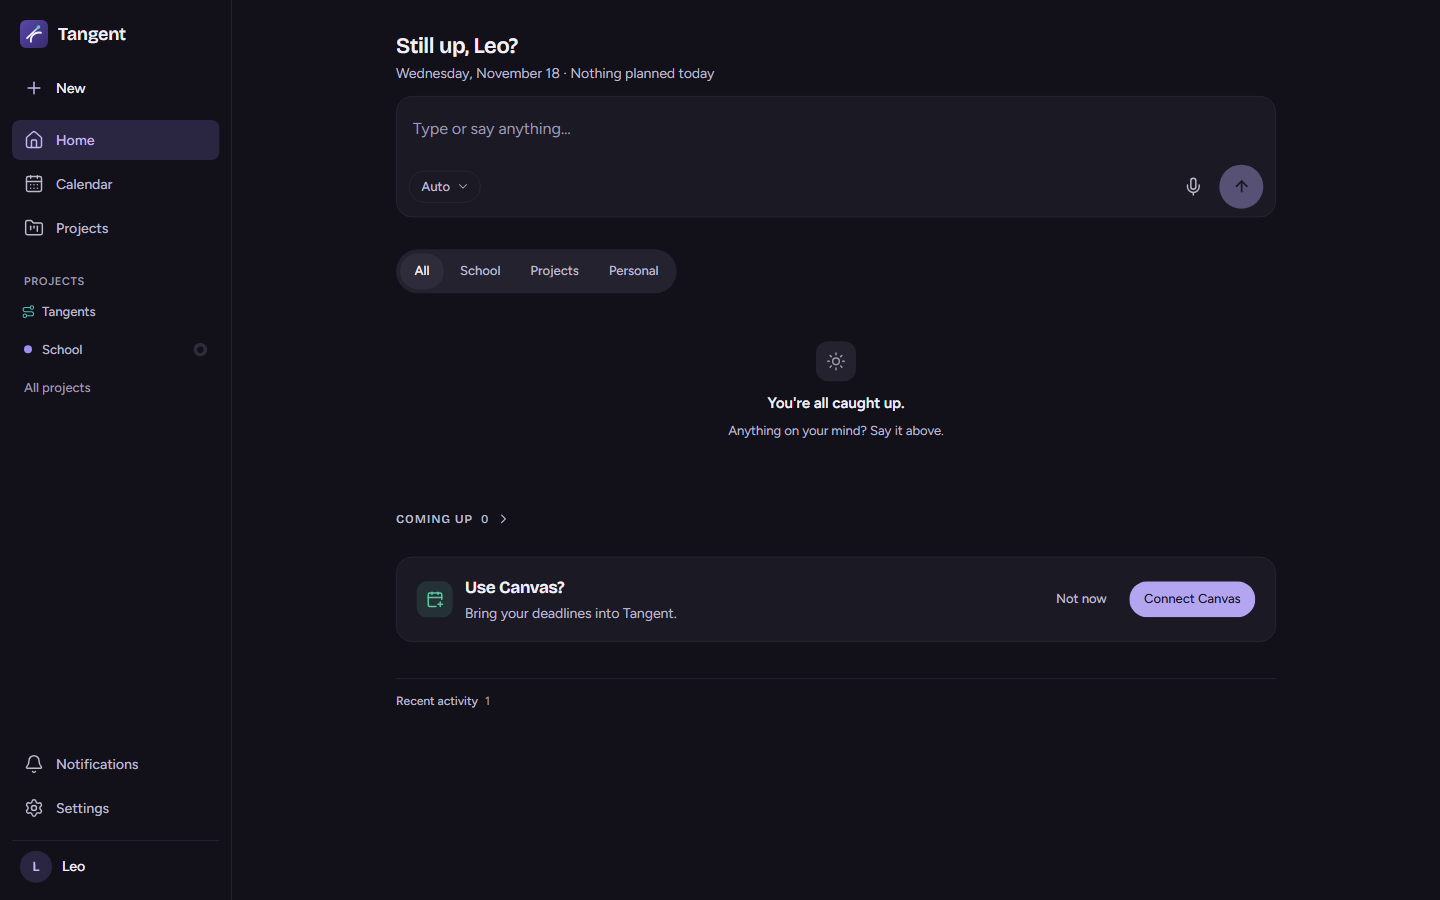 Tangent
New
Home
Calendar
Projects
PROJECTS
Tangents
School
All projects
Notifications
Settings
L
Leo
Still up, Leo?
Wednesday, November 18 · Nothing planned today
Type or say anything...
Auto
All
School
Projects
Personal
You're all caught up.
Anything on your mind? Say it above.
COMING UP 0
Use Canvas?
Bring your deadlines into Tangent.
Not now
Connect Canvas
Recent activity 1